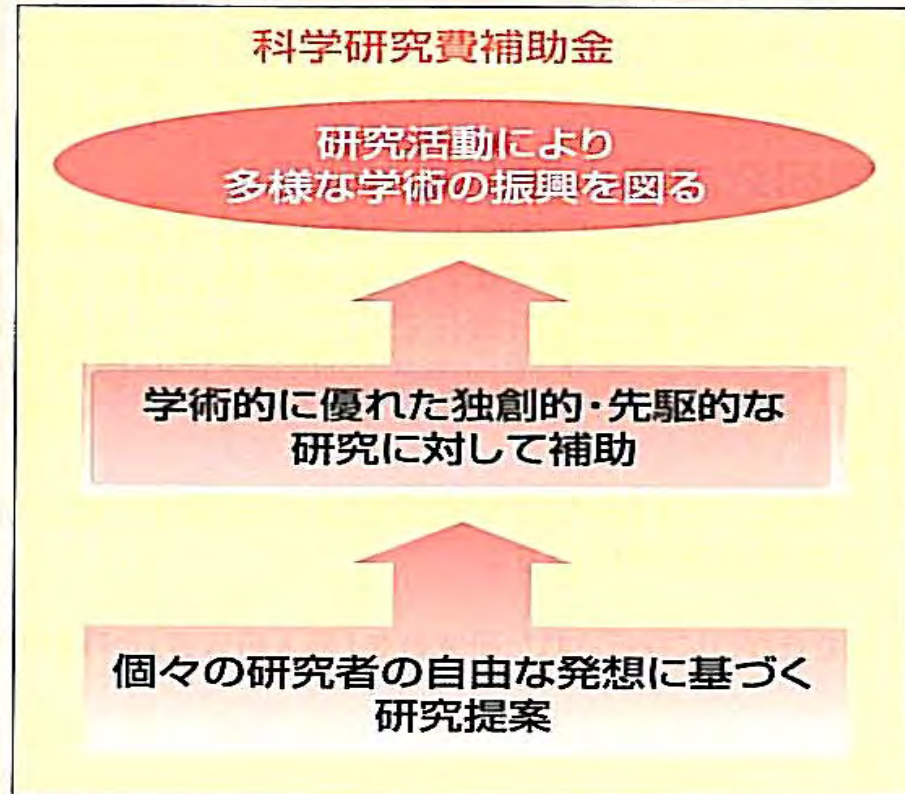 科学研究費補助金
研究活動により
多様な学術の振興を図る
学術的に優れた独創的・先駆的な
研究に対して補助
個々の研究者の自由な発想に基づく
研究提案